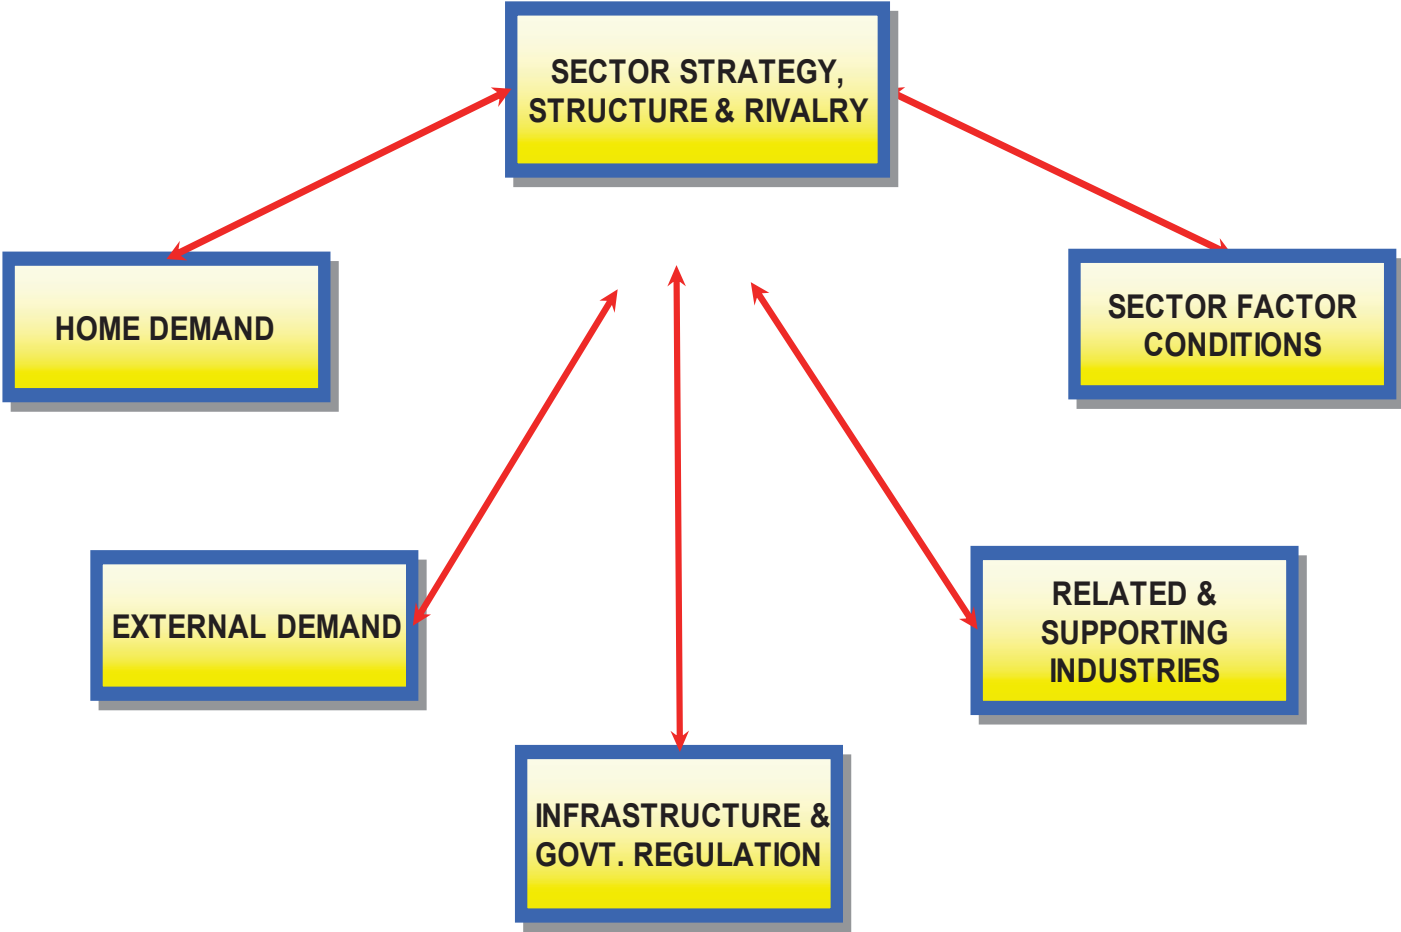 SECTOR STRATEGY,
STRUCTURE & RIVALRY
HOME DEMAND
SECTOR FACTOR
CONDITIONS
EXTERNAL DEMAND
RELATED &
SUPPORTING
INDUSTRIES
INFRASTRUCTURE &
GOVT. REGULATION